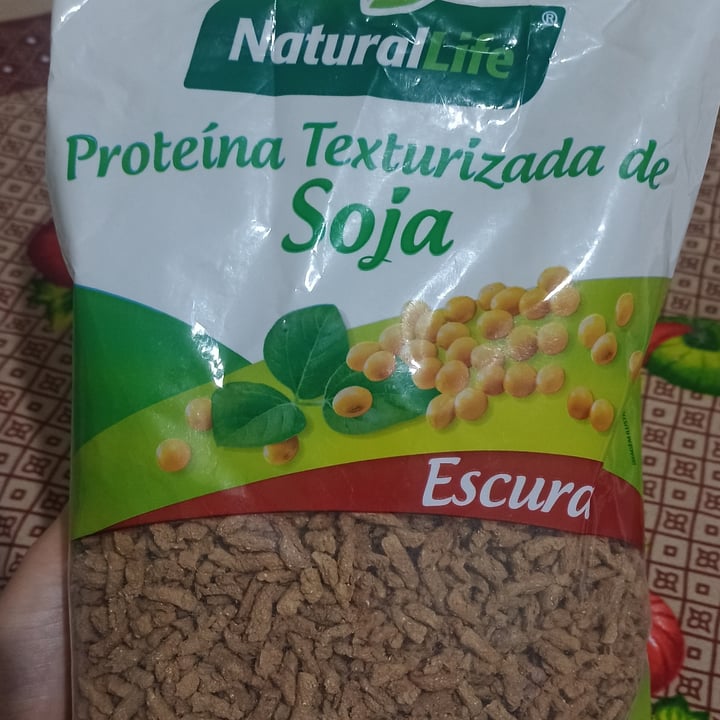 NaturalLife®
Proteína Texturizada de
Soja
Escura